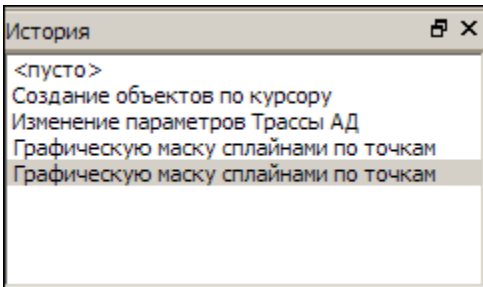 История
<пусто>
Создание объектов по курсору
Изменение параметров Трассы АД
Графическую маску сплайнами по точкам
Графическую маску сплайнами по точкам